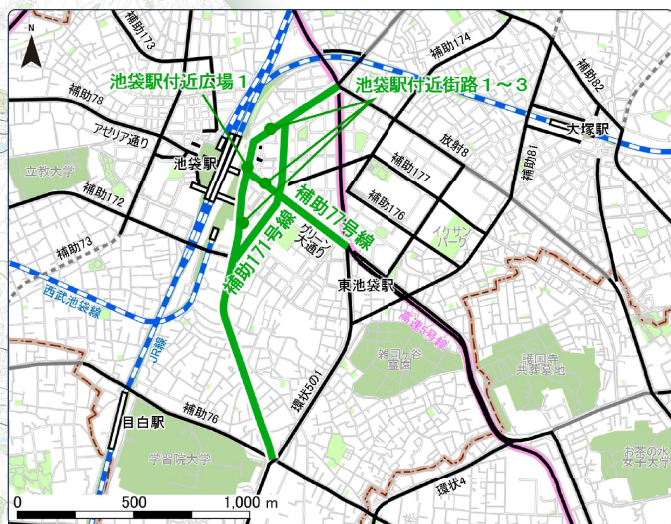 N
補助173
補助174
補助82
池袋駅付近広場1
池袋駅付近街路1～3
補助78
アゼリア通り
大塚駅
池袋駅
放射8
補助81
立教大学
補助177
補助172
補助176
補助77号線
イケサン
パーク
補助73
グリーン
大通り
補助171号線
東池袋駅
西武池袋線
JR線
高速5号線
雑司ヶ谷
霊園
護国寺
共葬墓地
環状5の1
補助76
目白駅
学習院大学
お茶の水
女子大学
環状4
0 500 1,000 m